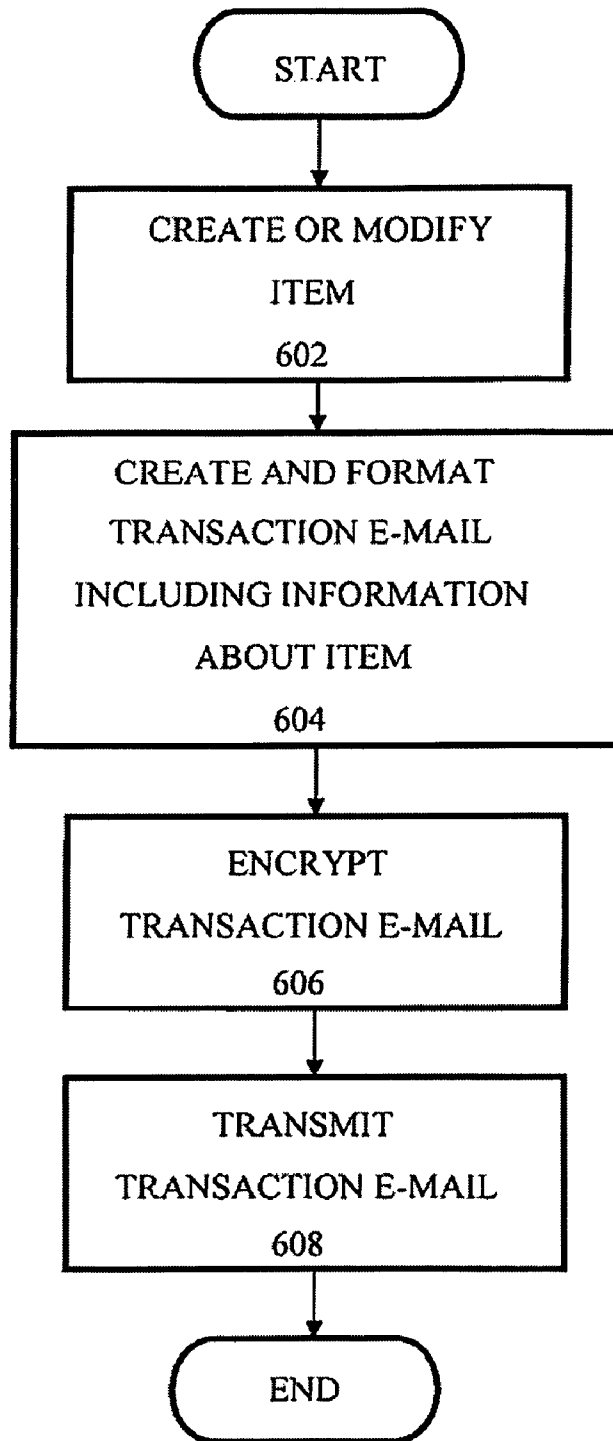 START
CREATE OR MODIFY
ITEM
602
CREATE AND FORMAT
TRANSACTION E-MAIL
INCLUDING INFORMATION
ABOUT ITEM
604
ENCRYPT
TRANSACTION E-MAIL
606
TRANSMIT
TRANSACTION E-MAIL
608
END